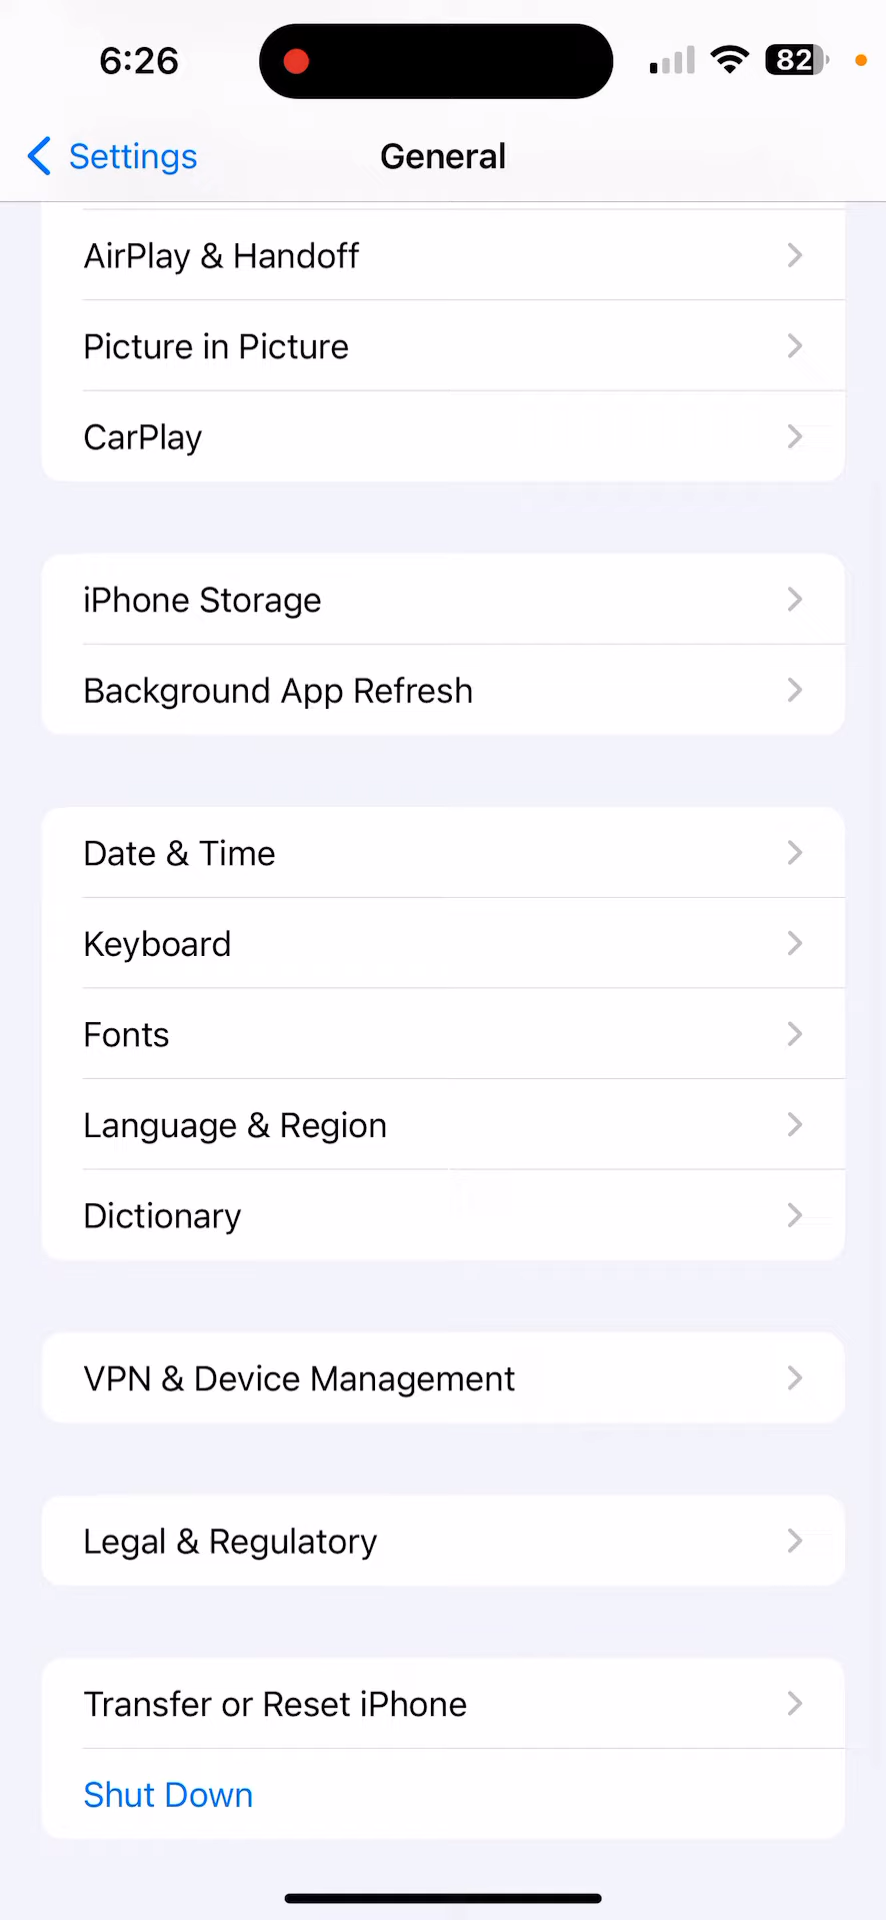 6:26
82
Settings
General
AirPlay & Handoff
Picture in Picture
CarPlay
iPhone Storage
Background App Refresh
Date & Time
Keyboard
Fonts
Language & Region
Dictionary
VPN & Device Management
Legal & Regulatory
Transfer or Reset iPhone
Shut Down